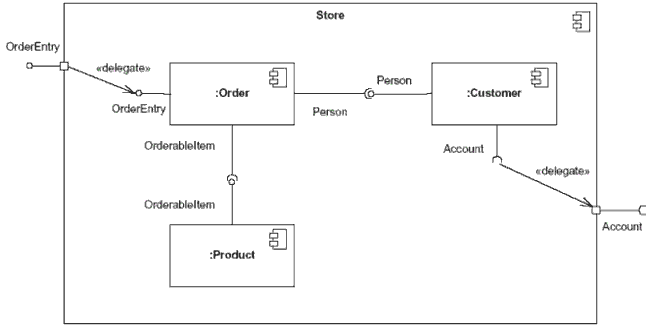 Store
OrderEntry
«delegate»
OrderEntry
:Order
Person
Person
:Customer
OrderableItem
Account
«delegate»
OrderableItem
Account
:Product